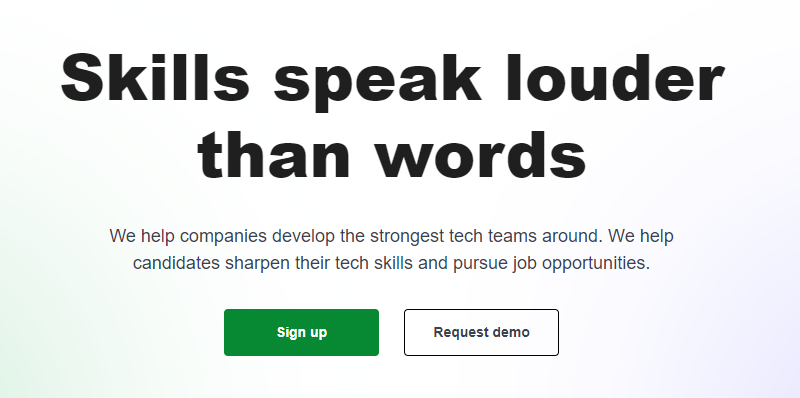 Skills speak louder
than words
We help companies develop the strongest tech teams around. We help
candidates sharpen their tech skills and pursue job opportunities.
Sign up
Request demo